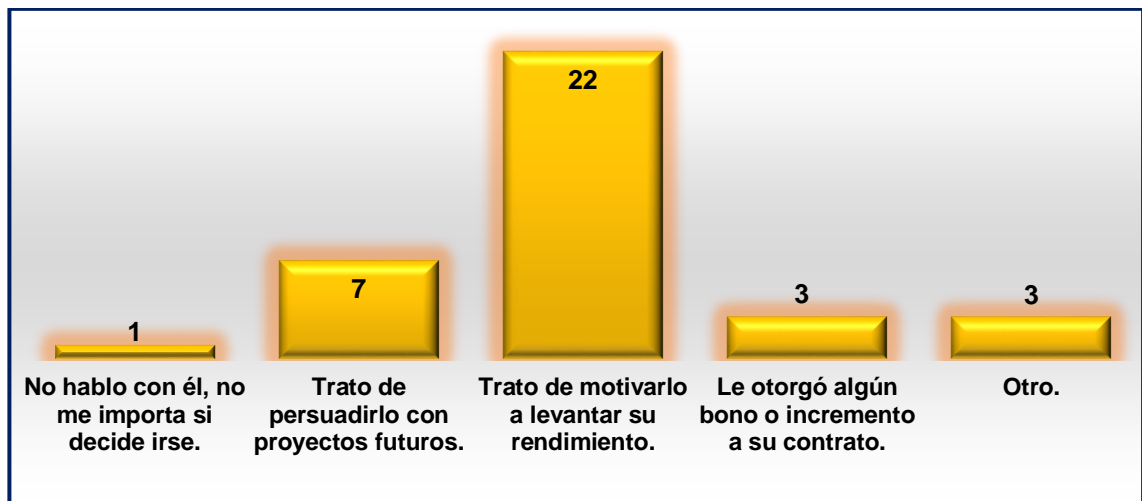 22
7
3
3
1
No hablo con él, no
me importa si
decide irse.
Trato de
persuadirlo con
proyectos futuros.
Trato de motivarlo
a levantar su
rendimiento.
Le otorgó algún
bono o incremento
a su contrato.
Otro.